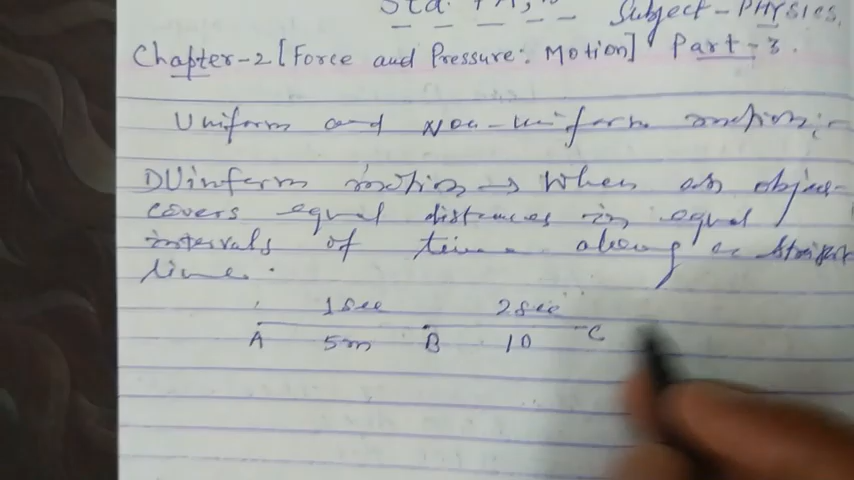 Std. Subject - PHYSICS.
Chapter-2 [Force and Pressure: Motion] Part-3.
Uniform and Non-uniform motion:-
1) Uniform motion → When an object
covers equal distances in equal
intervals of time along a straight
line.
1 sec 2 sec
A 5m B 10 C